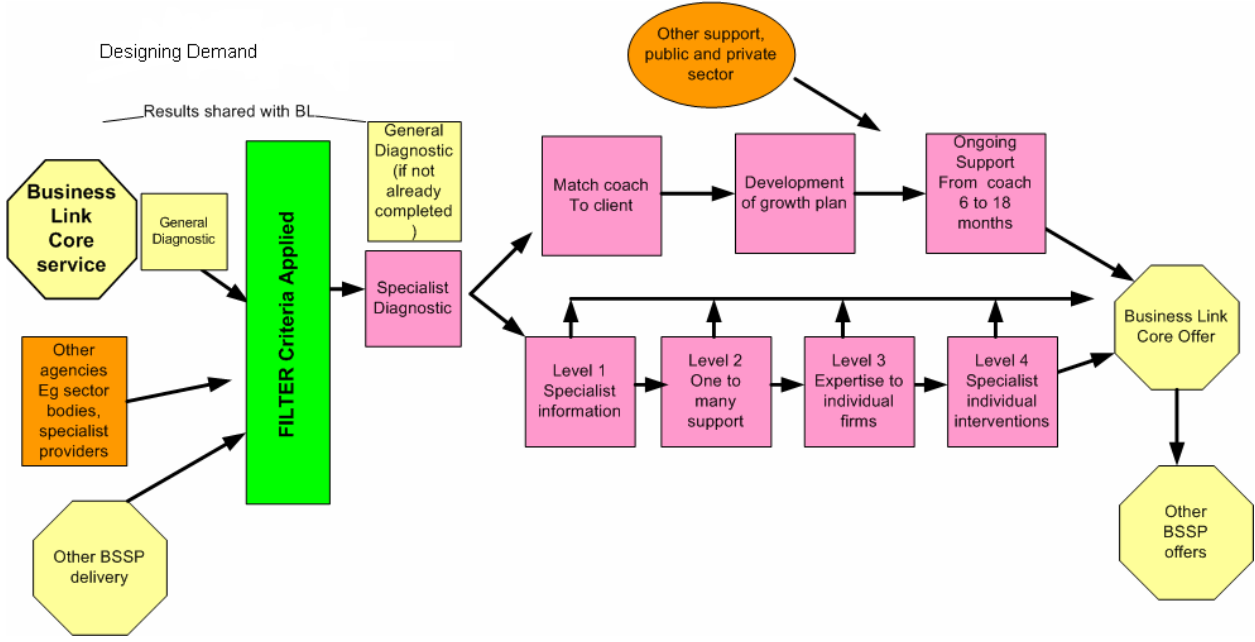 Designing Demand
Results shared with BL
Business
Link
Core
service
General
Diagnostic
FILTER Criteria Applied
General
Diagnostic
(if not
already
completed
)
Specialist
Diagnostic
Other
agencies
Eg sector
bodies,
specialist
providers
Other BSSP
delivery
Other support,
public and private
sector
Match coach
To client
Development
of growth plan
Ongoing
Support
From  coach
6 to 18
months
Level 1
Specialist
information
Level 2
One to
many
support
Level 3
Expertise to
individual
firms
Level 4
Specialist
individual
interventions
Business Link
Core Offer
Other
BSSP
offers